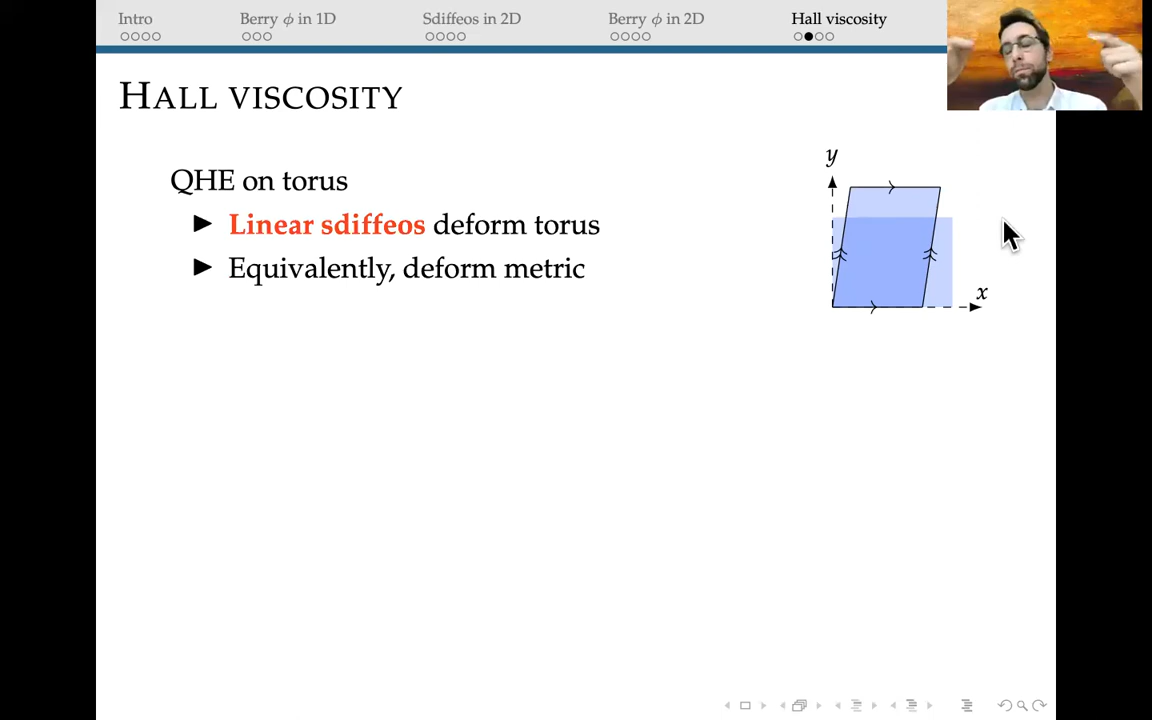 Intro Berry ϕ in 1D Sdiffeos in 2D Berry ϕ in 2D Hall viscosity
HALL VISCOSITY
QHE on torus
► Linear sdiffeos deform torus
► Equivalently, deform metric
y
x